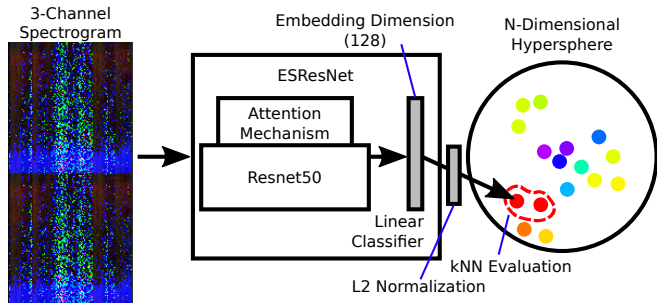 3-Channel
Spectrogram
Embedding Dimension
(128)
N-Dimensional
Hypersphere
ESResNet
Attention
Mechanism
Resnet50
Linear
Classifier
kNN Evaluation
L2 Normalization